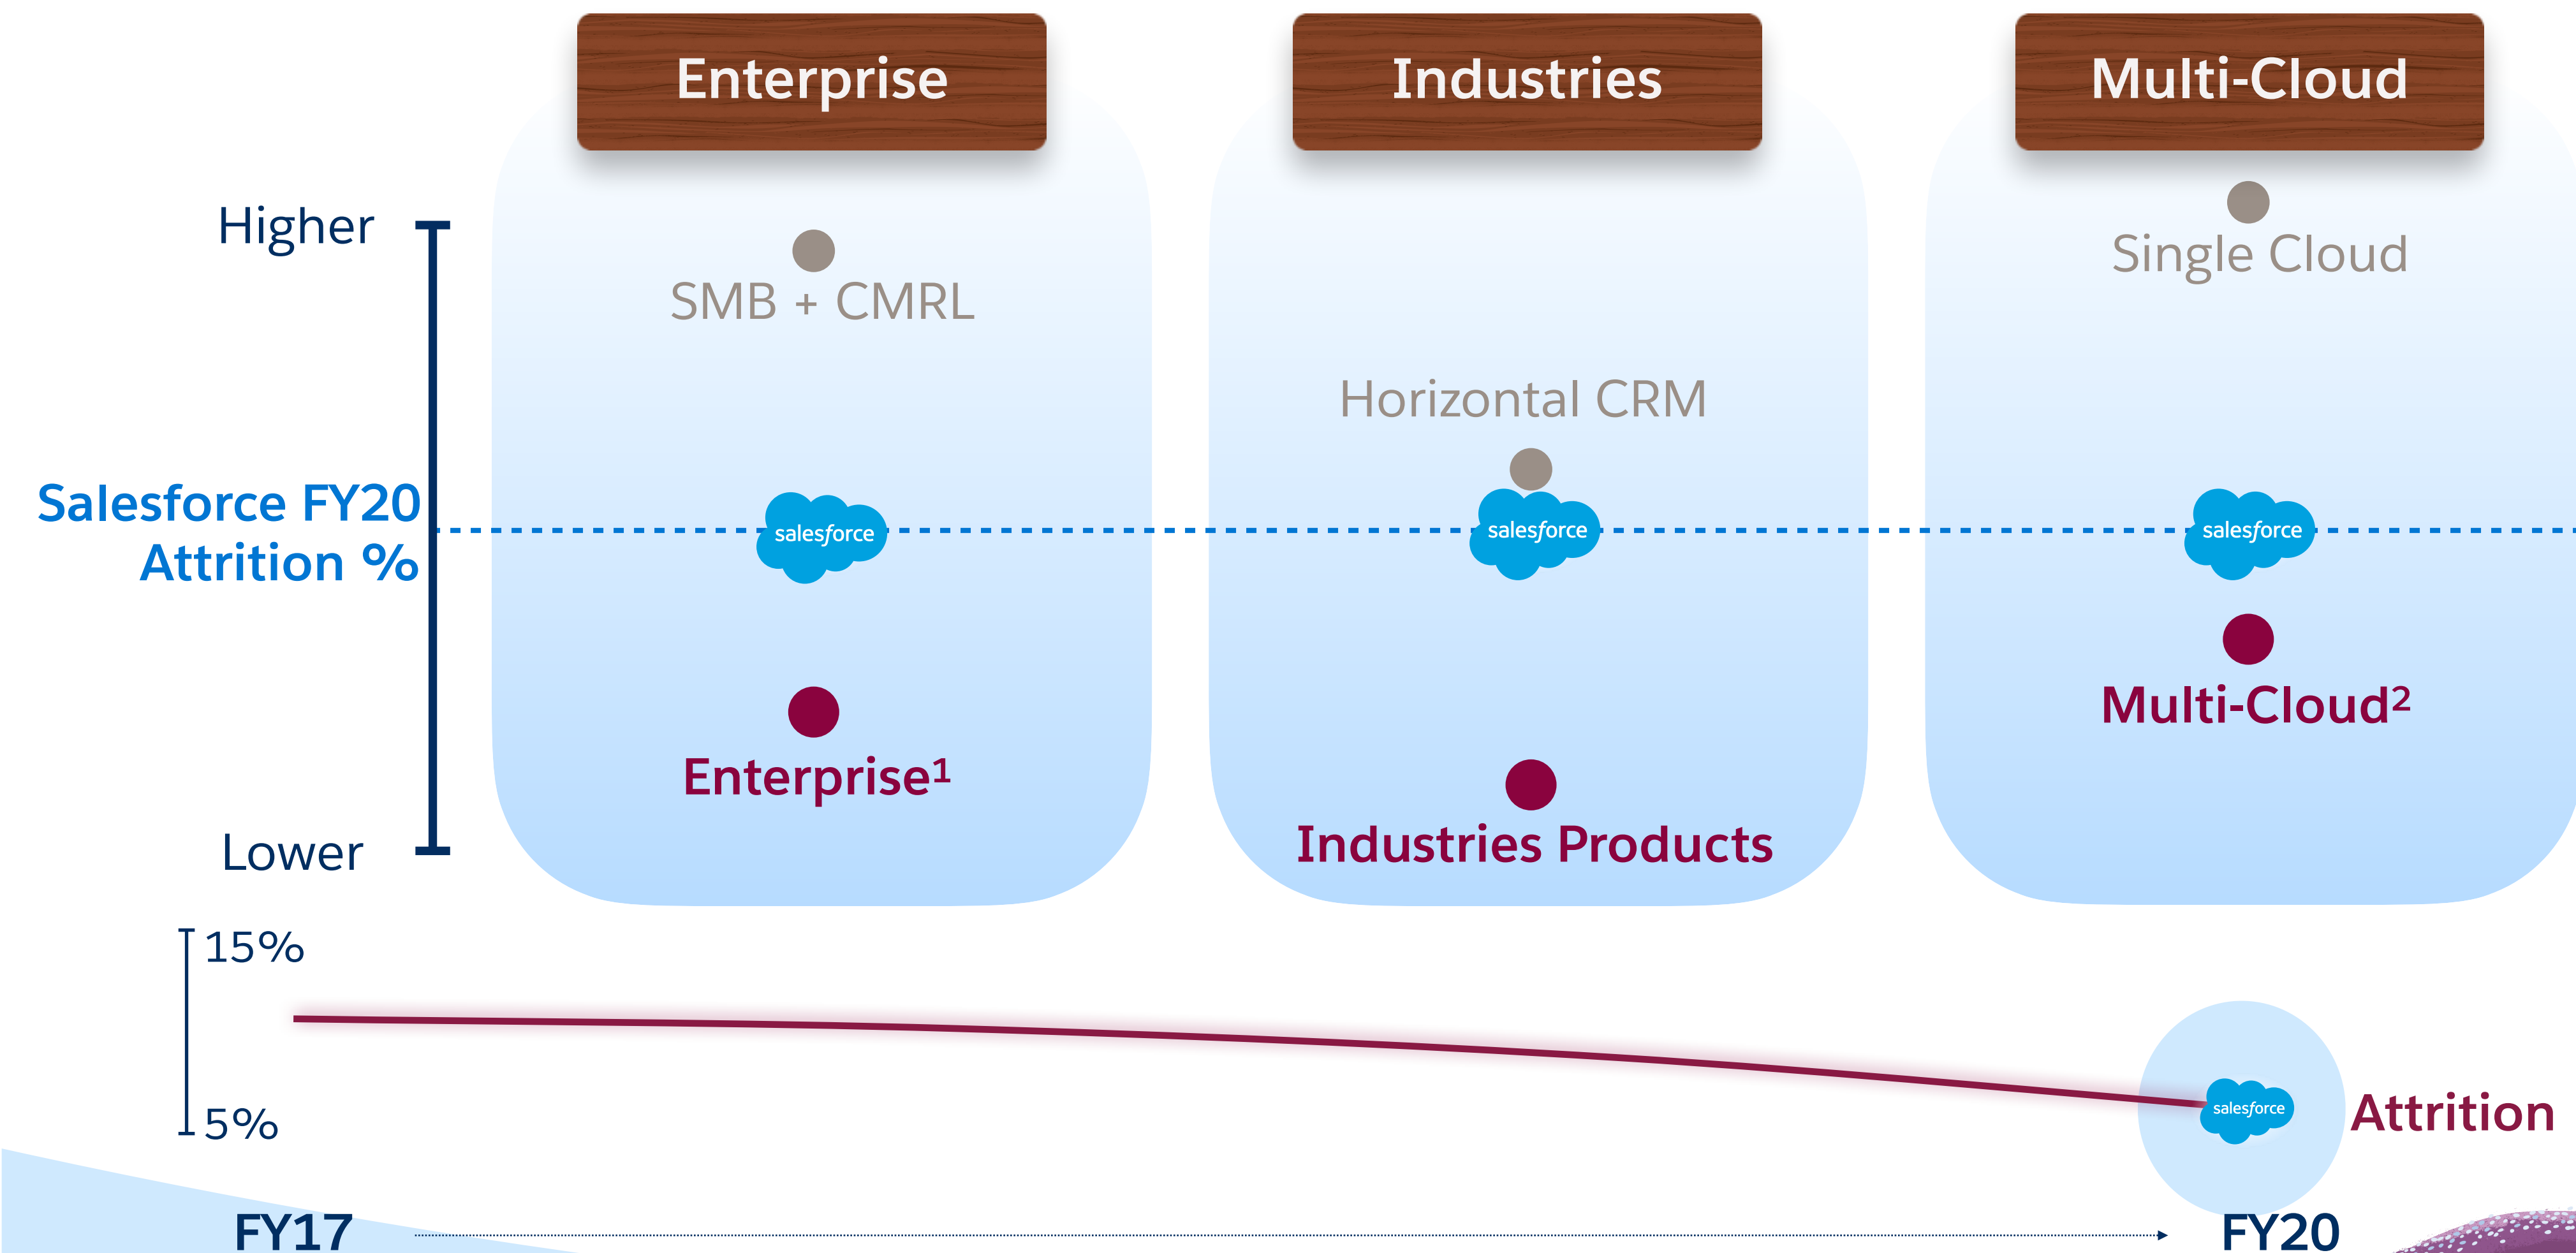 Enterprise
Industries
Multi-Cloud
Higher
SMB + CMRL
Horizontal CRM
Single Cloud
Salesforce FY20
Attrition %
salesforce
salesforce
salesforce
Enterprise¹
Industries Products
Multi-Cloud²
Lower
15%
5%
salesforce
Attrition
FY17
FY20